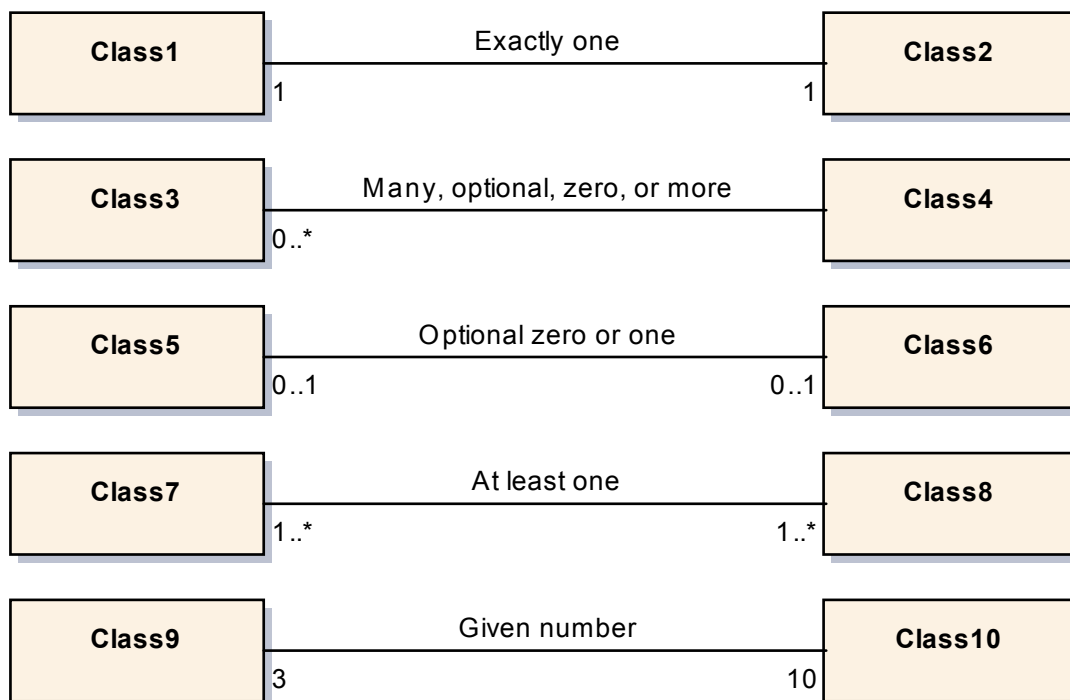 Class1 Exactly one Class2
1 1
Class3 Many, optional, zero, or more Class4
0..*
Class5 Optional zero or one Class6
0..1 0..1
Class7 At least one Class8
1..* 1..*
Class9 Given number Class10
3 10